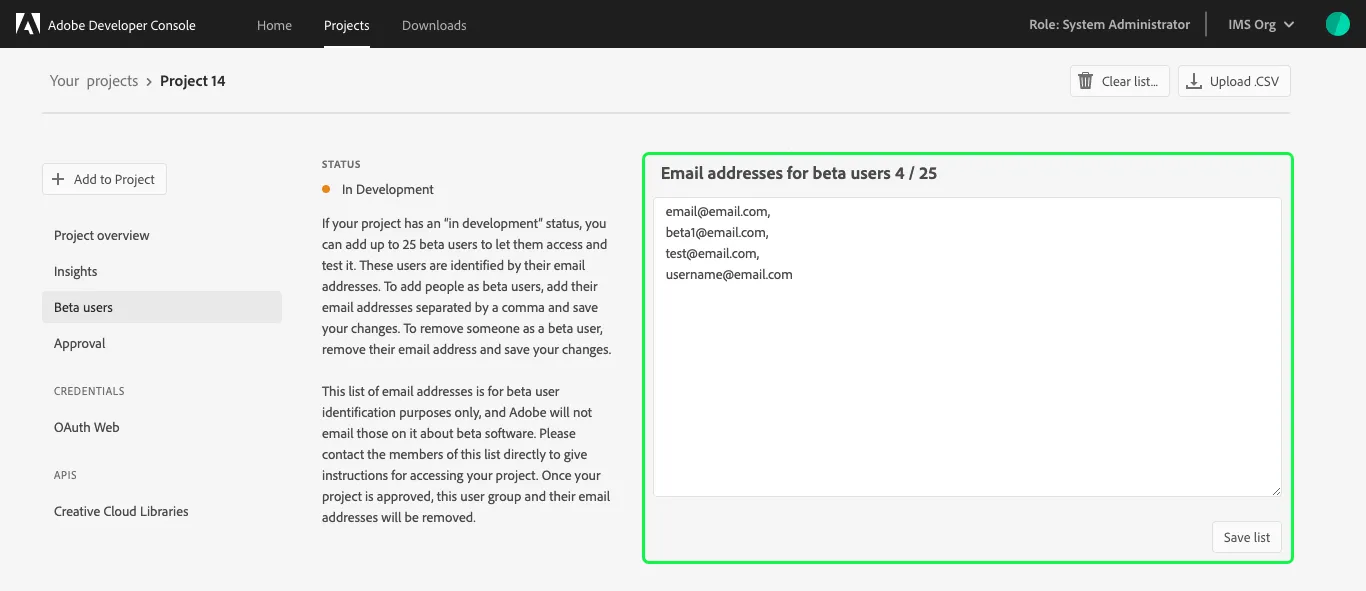 Adobe Developer Console
Home
Projects
Downloads
Role: System Administrator
IMS Org
Your projects › Project 14
Clear list...
Upload .CSV
Add to Project
Project overview
Insights
Beta users
Approval
CREDENTIALS
OAuth Web
APIS
Creative Cloud Libraries
STATUS
In Development
If your project has an “in development” status, you
can add up to 25 beta users to let them access and
test it. These users are identified by their email
addresses. To add people as beta users, add their
email addresses separated by a comma and save
your changes. To remove someone as a beta user,
remove their email address and save your changes.
This list of email addresses is for beta user
identification purposes only, and Adobe will not
email those on it about beta software. Please
contact the members of this list directly to give
instructions for accessing your project. Once your
project is approved, this user group and their email
addresses will be removed.
Email addresses for beta users 4 / 25
email@email.com,
beta1@email.com,
test@email.com,
username@email.com
Save list